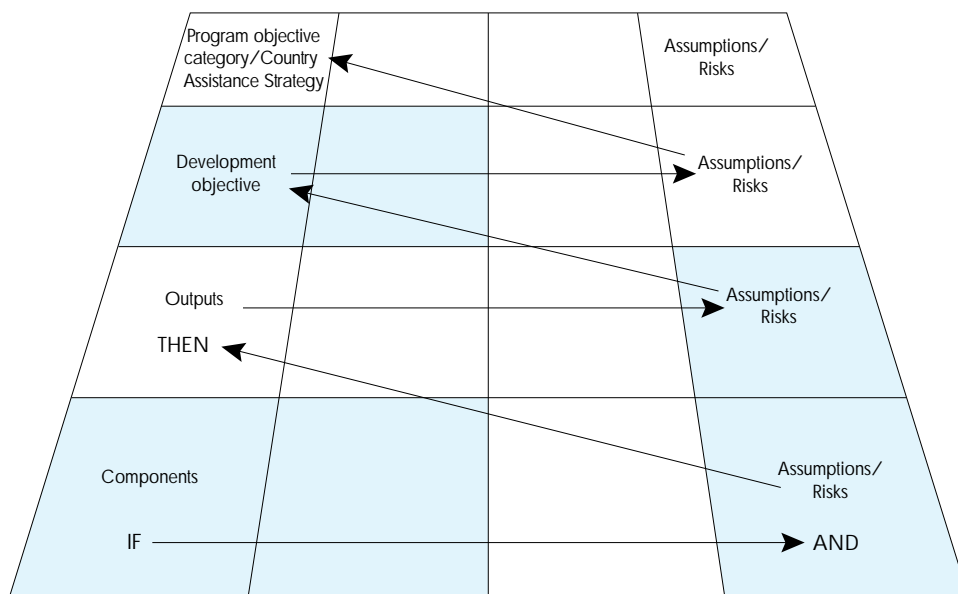 Program objective
category/Country
Assistance Strategy
Assumptions/
Risks
Development
objective
Assumptions/
Risks
Outputs
THEN
Assumptions/
Risks
Components
IF
Assumptions/
Risks
AND